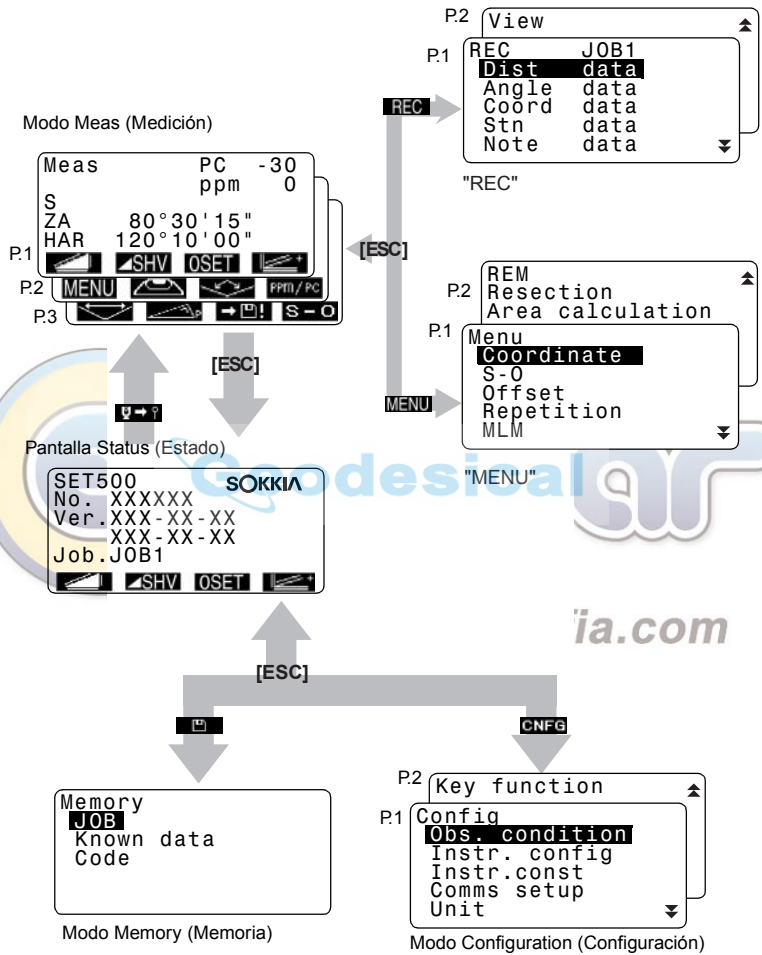 P.2
View
P.1
REC JOB1
Dist data
Angle data
Coord data
Stn data
Note data
"REC"
REC
Modo Meas (Medición)
Meas PC -30
ppm 0
S
ZA 80°30'15"
HAR 120°10'00"
P.1
SHV 0SET
P.2
MENU PPm/PC
P.3
P S-O
[ESC]
P.2
REM
Resection
Area calculation
P.1
Menu
Coordinate
S-O
Offset
Repetition
MLM
"MENU"
MENU
[ESC]
Pantalla Status (Estado)
SET500 SOKKIA
No. XXXXXX
Ver.XXX-XX-XX
XXX-XX-XX
Job.JOB1
SHV 0SET
Geodesical
ar
ia.com
[ESC]
CNFG
Memory
JOB
Known data
Code
Modo Memory (Memoria)
P.2
Key function
P.1
Config
Obs. condition
Instr. config
Instr.const
Comms setup
Unit
Modo Configuration (Configuración)